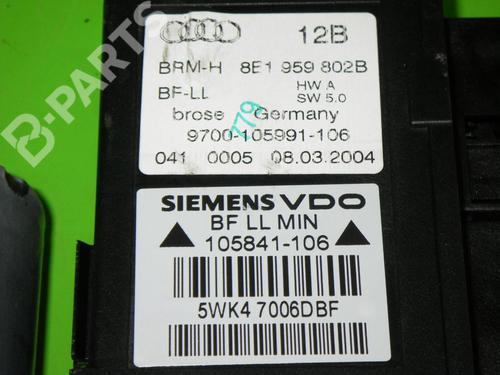 12B
BRM-H 8E1 959 802B
BF-LL HW A
SW 5.0
brose Germany
179
9700-105991-106
041 0005 08.03.2004
SIEMENS VDO
BF LL MIN
105841-106
5WK4 7006DBF
B-PARTS